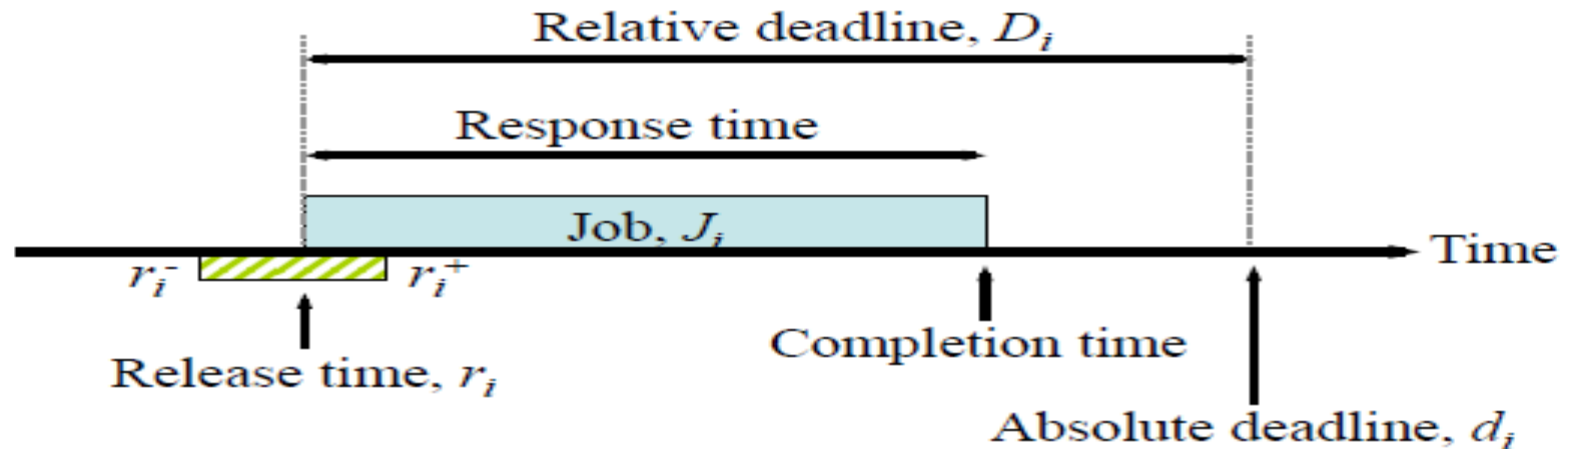 Relative deadline, Dᵢ
Response time
Job, Jᵢ
Time
rᵢ⁻ rᵢ⁺
Completion time
Release time, rᵢ
Absolute deadline, dᵢ